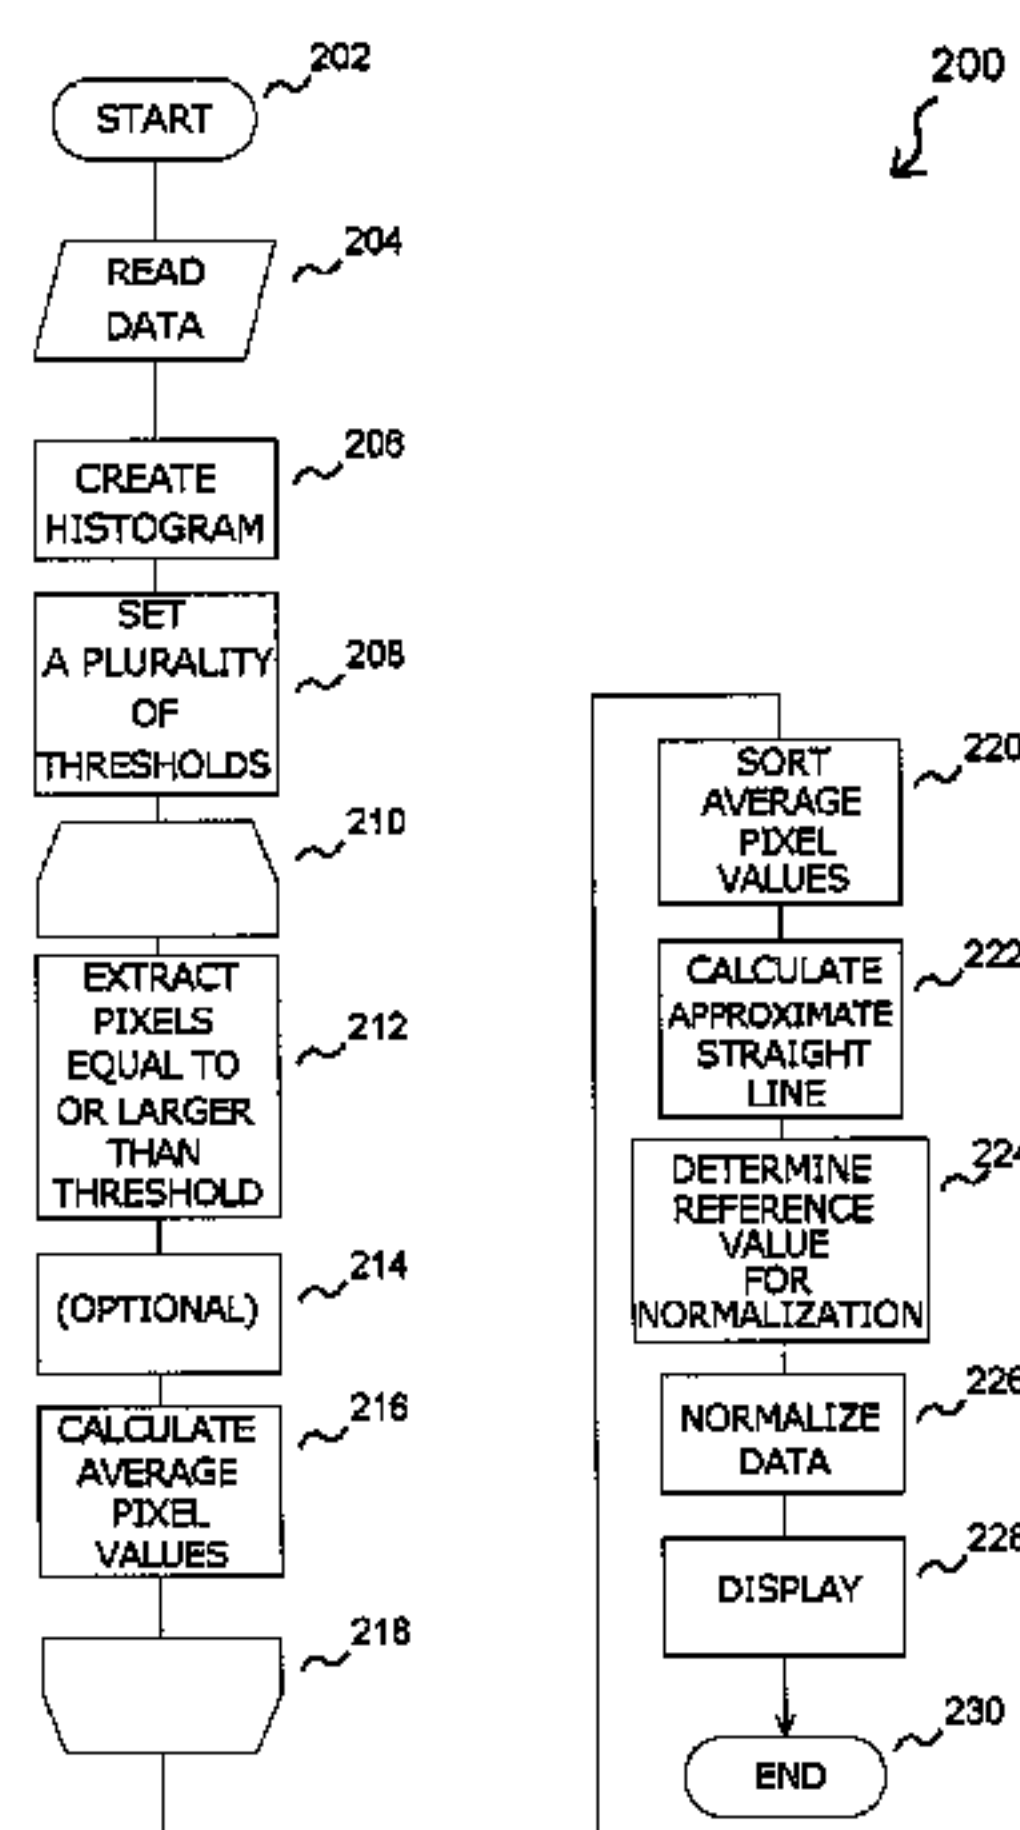 202
200
START
204
READ
DATA
206
CREATE
HISTOGRAM
SET
A PLURALITY
OF
THRESHOLDS
208
210
EXTRACT
PIXELS
EQUAL TO
OR LARGER
THAN
THRESHOLD
212
214
(OPTIONAL)
216
CALCULATE
AVERAGE
PIXEL
VALUES
218
220
SORT
AVERAGE
PIXEL
VALUES
222
CALCULATE
APPROXIMATE
STRAIGHT
LINE
224
DETERMINE
REFERENCE
VALUE
FOR
NORMALIZATION
226
NORMALIZE
DATA
228
DISPLAY
230
END